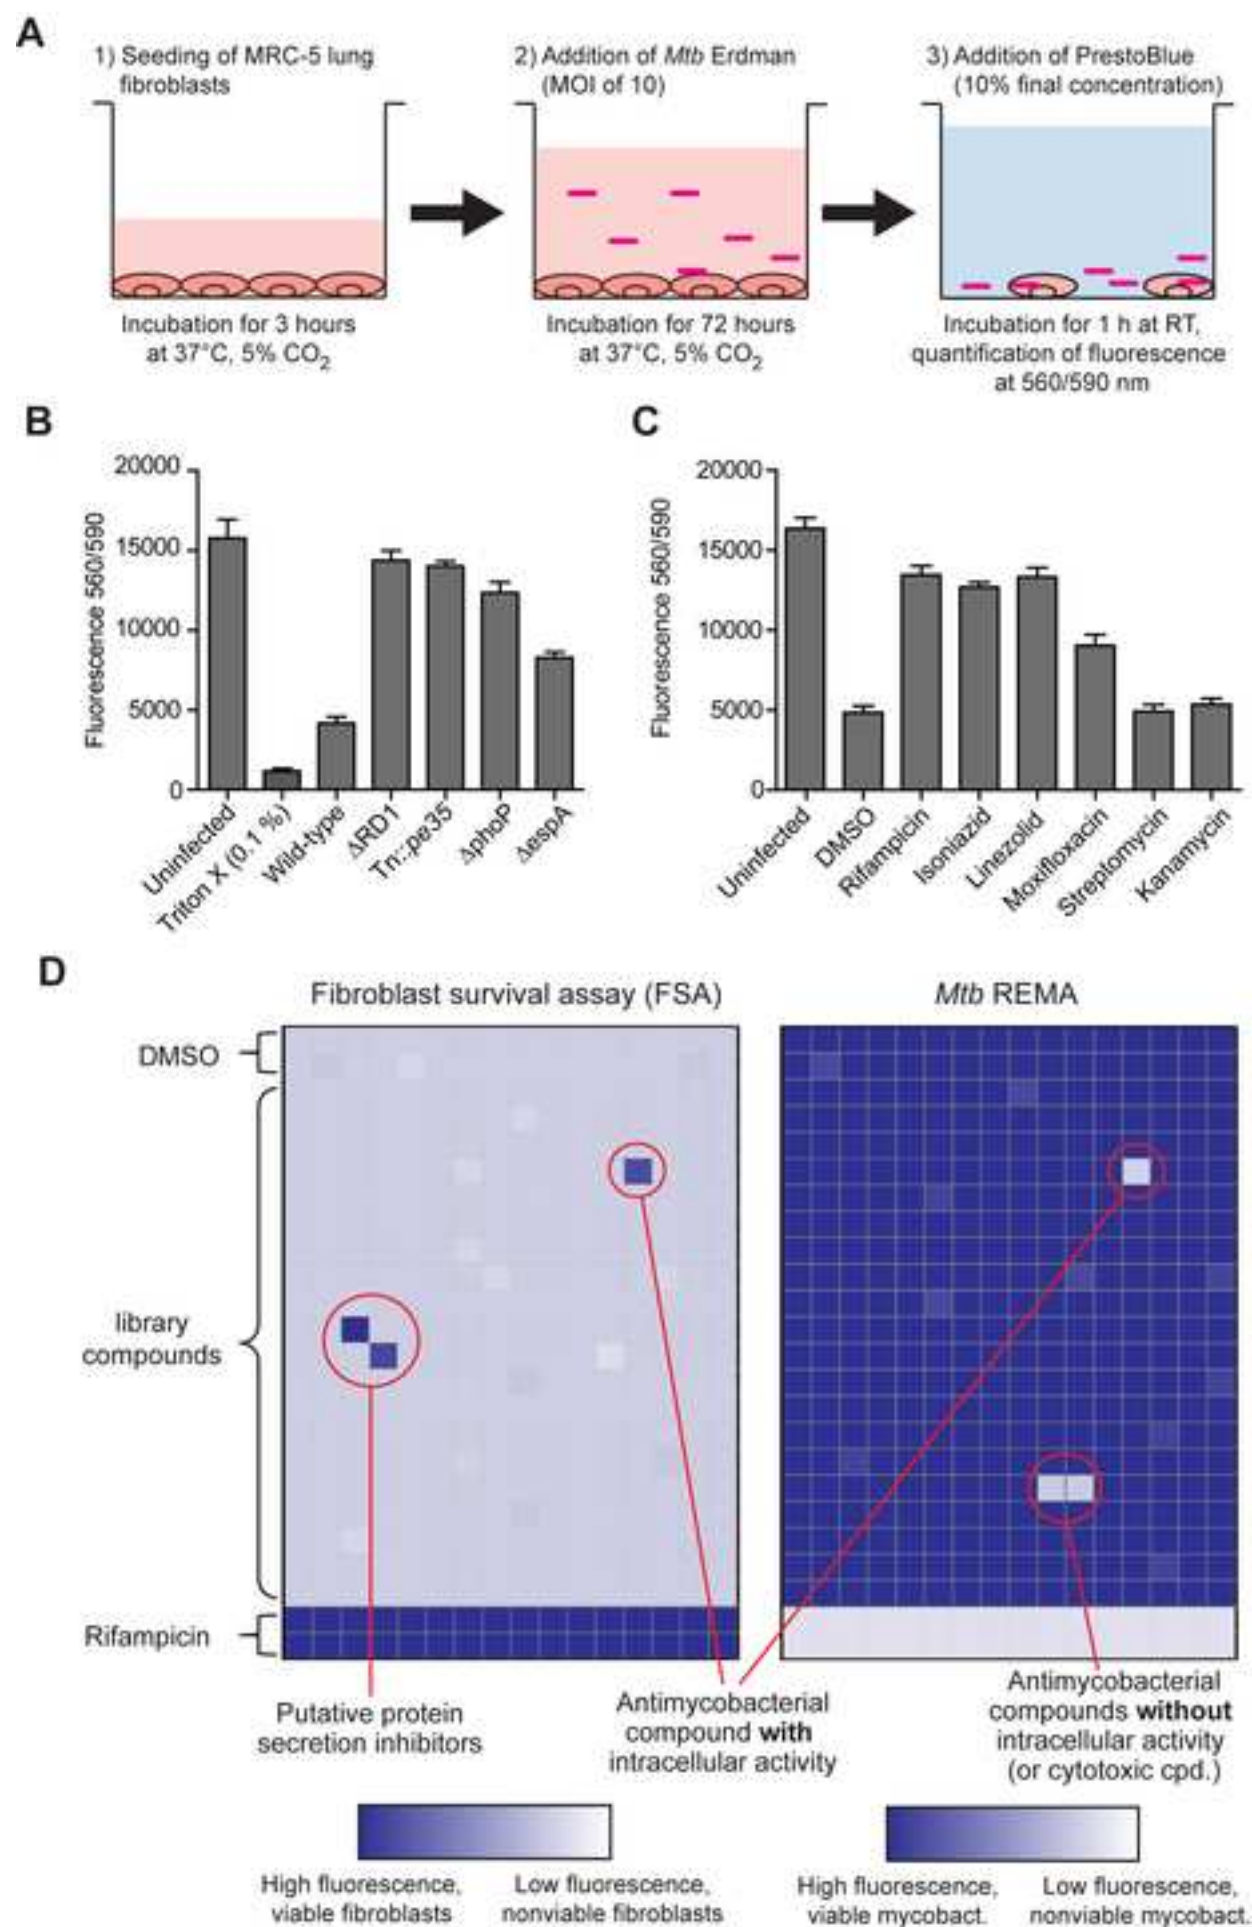 A
1) Seeding of MRC-5 lung
fibroblasts
2) Addition of Mtb Erdman
(MOI of 10)
3) Addition of PrestoBlue
(10% final concentration)
Incubation for 3 hours
at 37°C, 5% CO2
Incubation for 72 hours
at 37°C, 5% CO2
Incubation for 1 h at RT,
quantification of fluorescence
at 560/590 nm
B
Fluorescence 560/590
20000
15000
10000
5000
0
Uninfected
Triton X (0,1 %)
Wild-type
ΔRD1
Tn::pe35
ΔphoP
ΔespA
C
Fluorescence 560/590
20000
15000
10000
5000
0
Uninfected
DMSO
Rifampicin
Isoniazid
Linezolid
Moxifloxacin
Streptomycin
Kanamycin
D
Fibroblast survival assay (FSA)
Mtb REMA
DMSO
library
compounds
Rifampicin
Putative protein
secretion inhibitors
Antimycobacterial
compound with
intracellular activity
Antimycobacterial
compounds without
intracellular activity
(or cytotoxic cpd.)
High fluorescence,
viable fibroblasts
Low fluorescence,
nonviable fibroblasts
High fluorescence,
viable mycobact.
Low fluorescence,
nonviable mycobact.